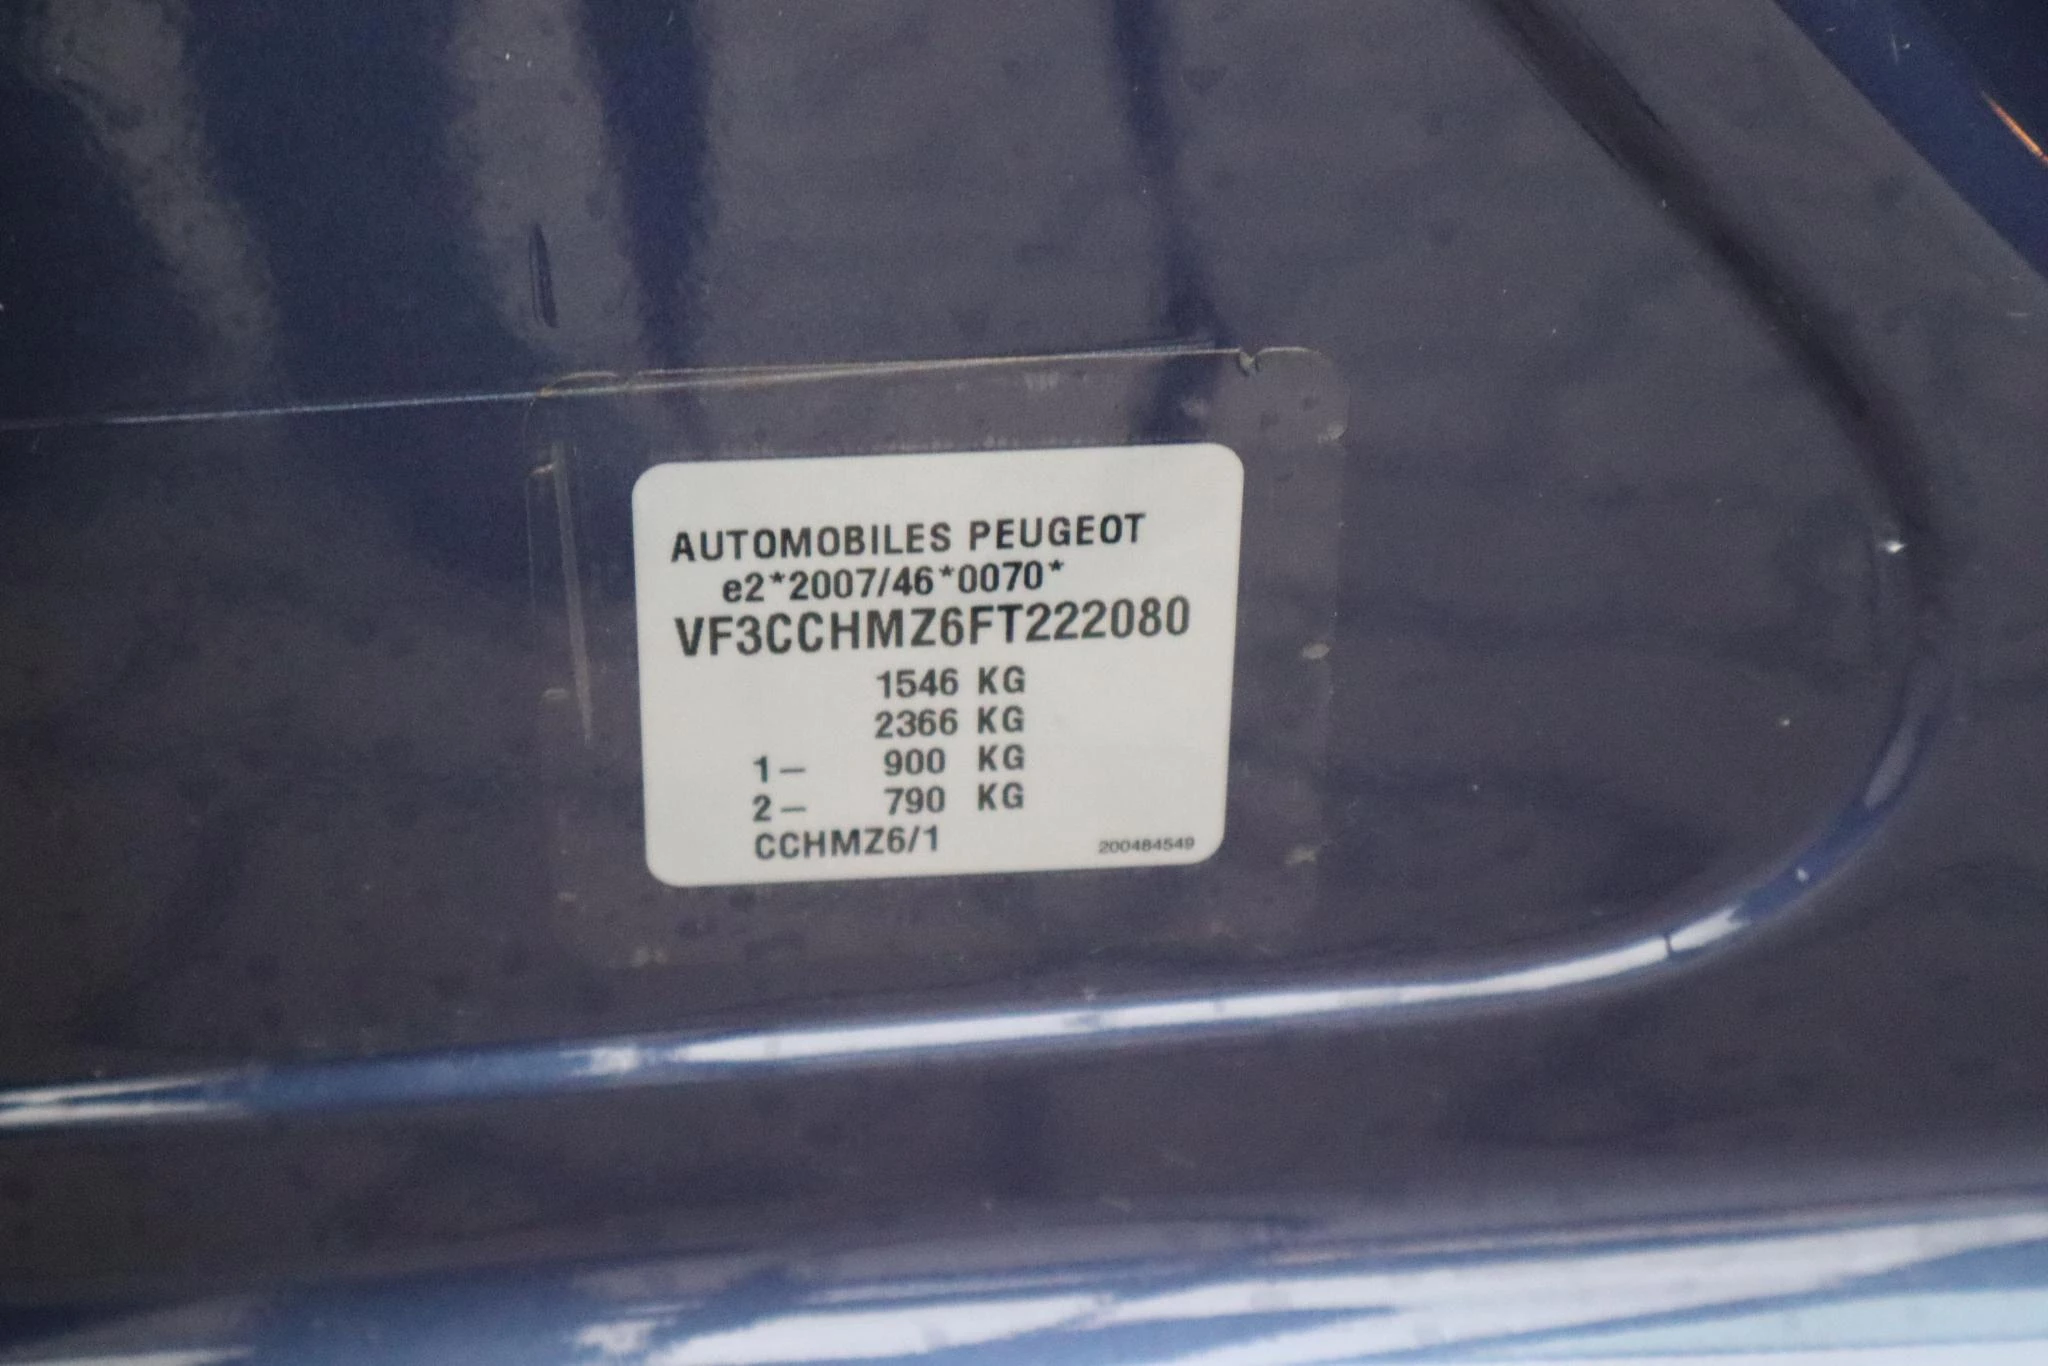 AUTOMOBILES PEUGEOT
e2*2007/46*0070*
VF3CCHMZ6FT222080
1546 KG
2366 KG
1- 900 KG
2- 790 KG
CCHMZ6/1 200484549